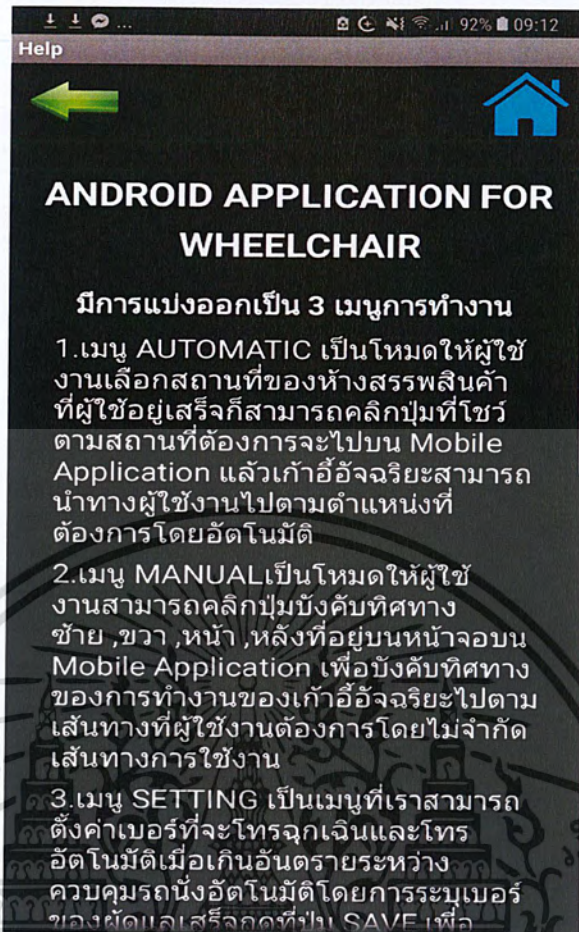 92% 09:12
Help
ANDROID APPLICATION FOR
WHEELCHAIR
มีการแบ่งออกเป็น 3 เมนูการทำงาน
1.เมนู AUTOMATIC เป็นโหมดให้ผู้ใช้
งานเลือกสถานที่ของห้างสรรพสินค้า
ที่ผู้ใช้อยู่เสร็จก็สามารถคลิกปุ่มที่โชว์
ตามสถานที่ต้องการจะไปบน Mobile
Application แล้วเก้าอี้อัจฉริยะสามารถ
นำทางผู้ใช้งานไปตามตำแหน่งที่
ต้องการโดยอัตโนมัติ
2.เมนู MANUALเป็นโหมดให้ผู้ใช้
งานสามารถคลิกปุ่มบังคับทิศทาง
ซ้าย ,ขวา ,หน้า ,หลังที่อยู่บนหน้าจอบน
Mobile Application เพื่อบังคับทิศทาง
ของการทำงานของเก้าอี้อัจฉริยะไปตาม
เส้นทางที่ผู้ใช้งานต้องการโดยไม่จำกัด
เส้นทางการใช้งาน
3.เมนู SETTING เป็นเมนูที่เราสามารถ
ตั้งค่าเบอร์ที่จะโทรฉุกเฉินและโทร
อัตโนมัติเมื่อเกินอันตรายระหว่าง
ควบคุมรถนั่งอัตโนมัติโดยการระบุเบอร์
ของผู้ดูแลเสร็จกดที่ปุ่ม SAVE เพื่อ